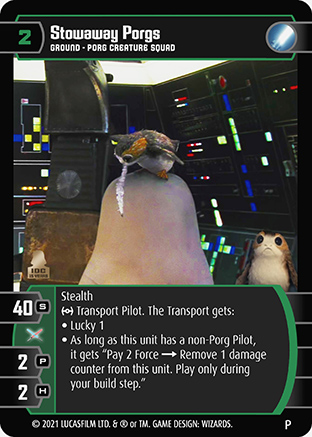 2
Stowaway Porgs
GROUND - PORG CREATURE SQUAD
40 S
2 P
2 H
Stealth
Transport Pilot. The Transport gets:
• Lucky 1
• As long as this unit has a non-Porg Pilot,
it gets “Pay 2 Force → Remove 1 damage
counter from this unit. Play only during
your build step.”
© 2021 LUCASFILM LTD. & ® or TM. GAME DESIGN: WIZARDS.
P